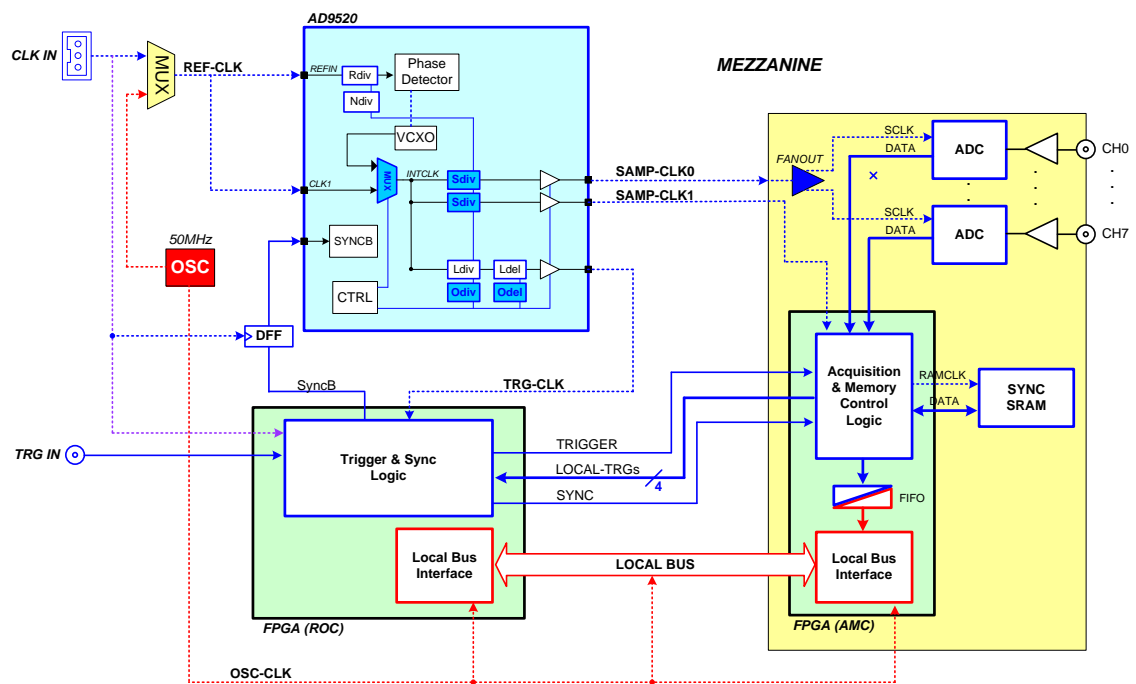 AD9520
CLK IN
MUX
REF-CLK
REFIN
Rdiv
Phase
Detector
Ndiv
VCXO
MUX
INTCLK
CLK1
Sdiv
Sdiv
SYNCB
CTRL
Ldiv
Ldel
Odiv
Odel
50MHz
OSC
DFF
SyncB
SAMP-CLK0
SAMP-CLK1
TRG-CLK
MEZZANINE
FANOUT
SCLK
DATA
ADC
CH0
SCLK
DATA
ADC
CH7
TRG IN
Trigger & Sync
Logic
TRIGGER
LOCAL-TRGs
4
SYNC
Acquisition
& Memory
Control
Logic
RAMCLK
DATA
SYNC
SRAM
FIFO
Local Bus
Interface
LOCAL BUS
Local Bus
Interface
FPGA (ROC)
FPGA (AMC)
OSC-CLK